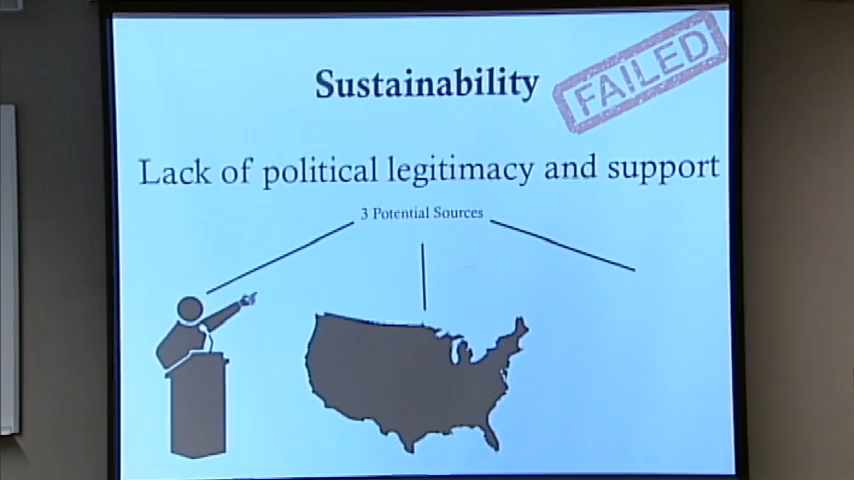 Sustainability
FAILED
Lack of political legitimacy and support
3 Potential Sources